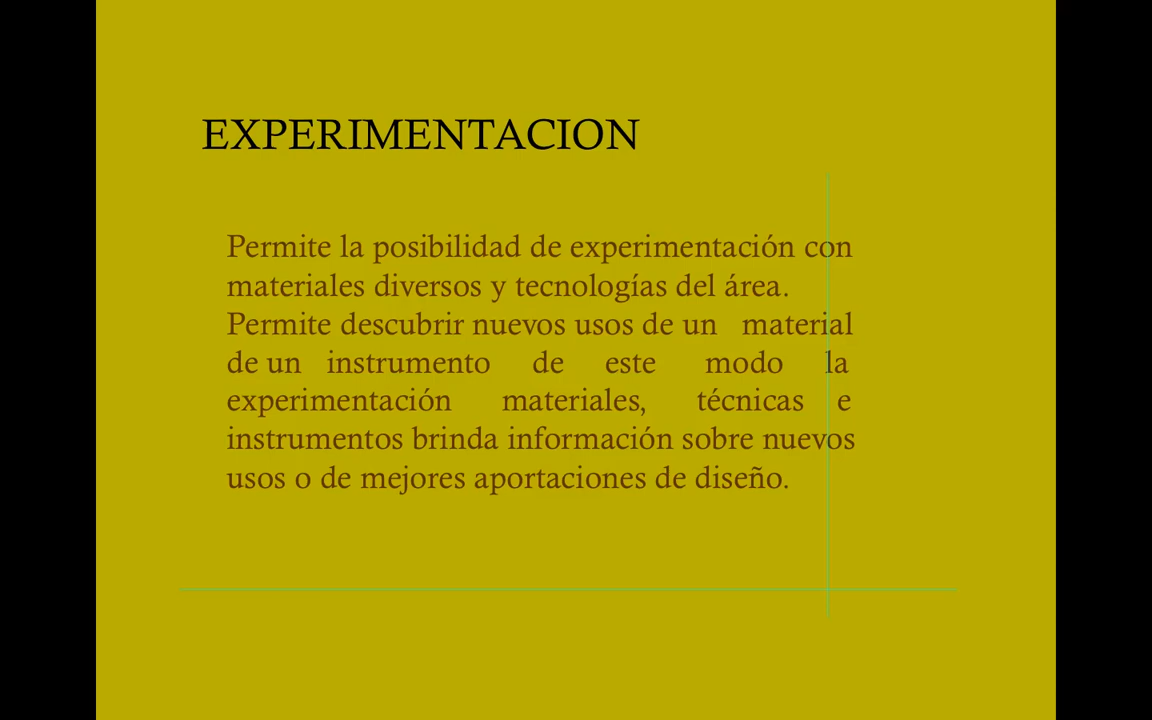 EXPERIMENTACION
Permite la posibilidad de experimentación con
materiales diversos y tecnologías del área.
Permite descubrir nuevos usos de un material
de un instrumento de este modo la
experimentación materiales, técnicas e
instrumentos brinda información sobre nuevos
usos o de mejores aportaciones de diseño.